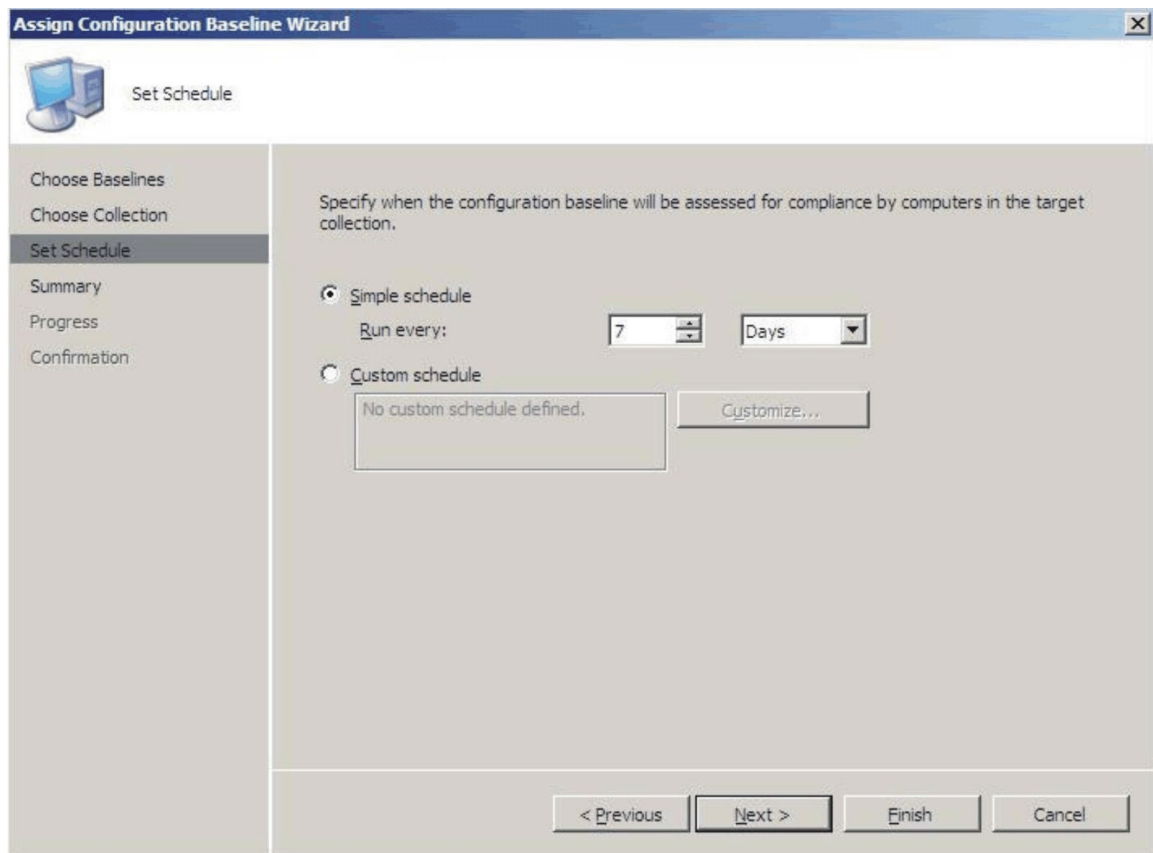 Assign Configuration Baseline Wizard
Set Schedule
Choose Baselines
Choose Collection
Set Schedule
Summary
Progress
Confirmation
Specify when the configuration baseline will be assessed for compliance by computers in the target
collection.
Simple schedule
Run every: 7 Days
Custom schedule
No custom schedule defined. Customize...
< Previous Next > Finish Cancel